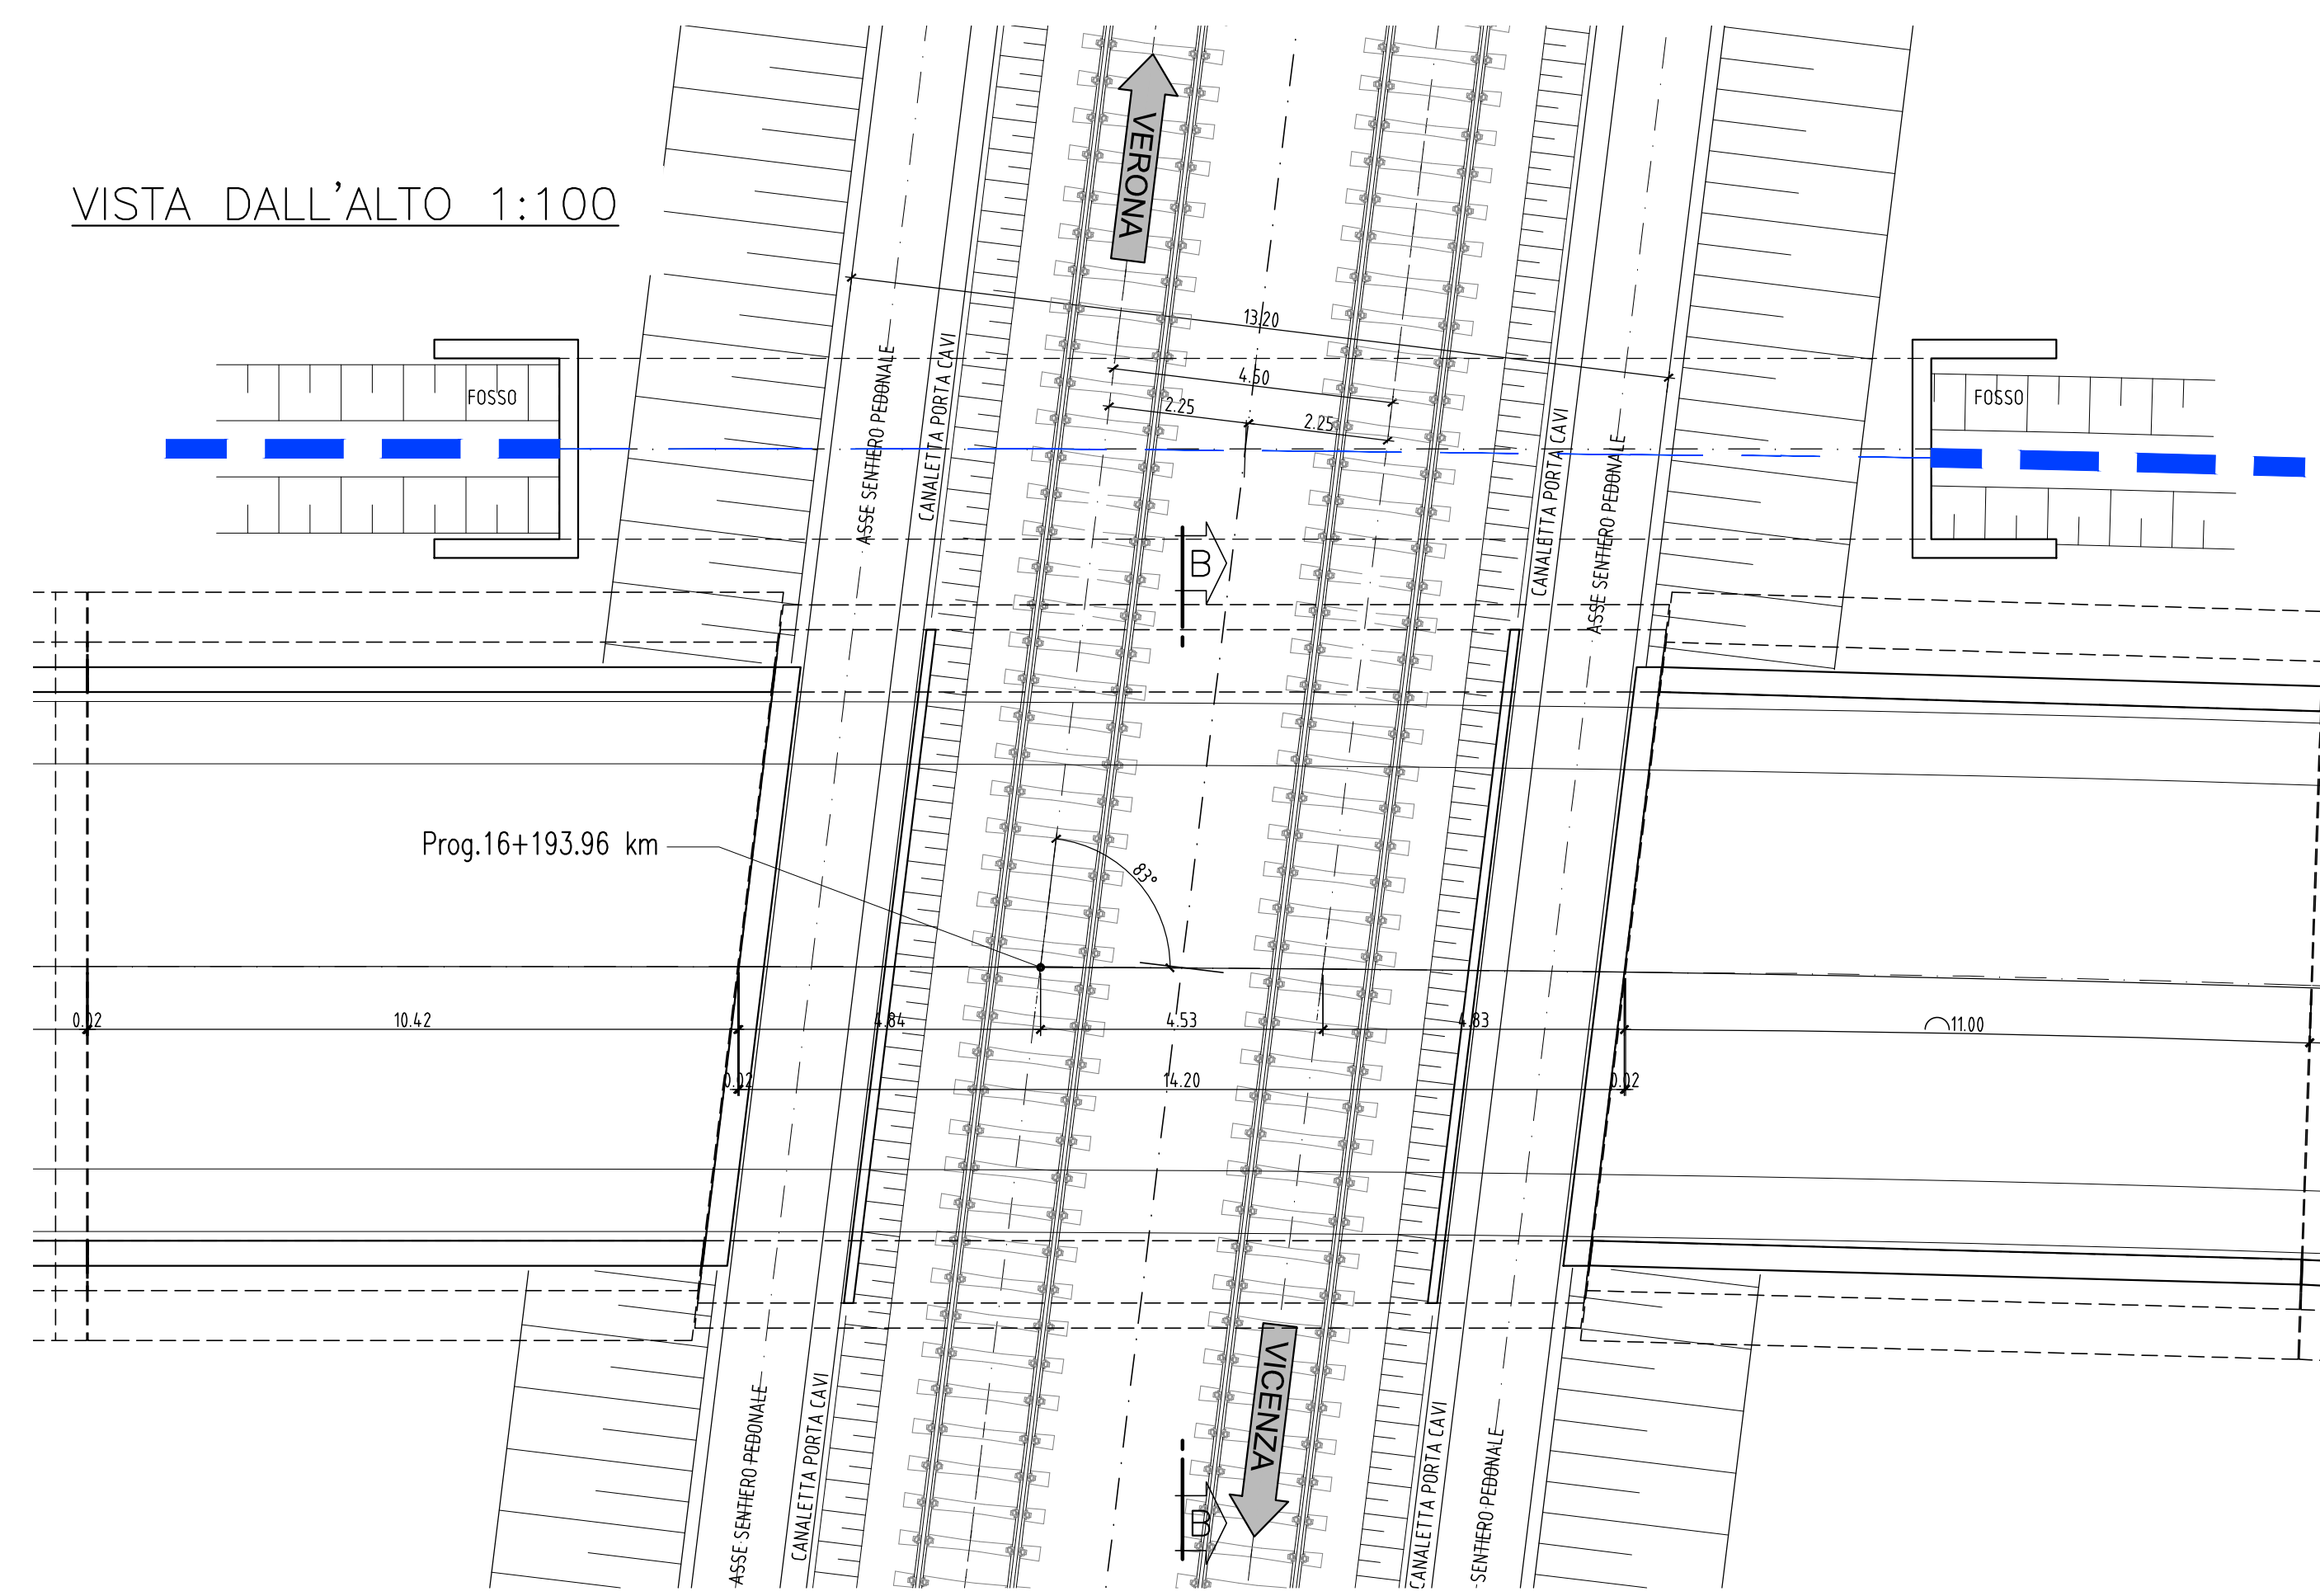 VERONA
VISTA DALL'ALTO 1:100
13.20
4.50
2.25
2.25
FOSSO
FOSSO
ASSE SENTIERO PEDONALE
CANALETTA PORTA CAVI
CANALETTA PORTA CAVI
ASSE SENTIERO PEDONALE
B
Prog.16+193.96 km
83°
0.02
10.42
4.84
4.53
4.83
11.00
0.02
14.20
0.02
VICENZA
ASSE SENTIERO PEDONALE
CANALETTA PORTA CAVI
CANALETTA PORTA CAVI
SENTIERO PEDONALE
B